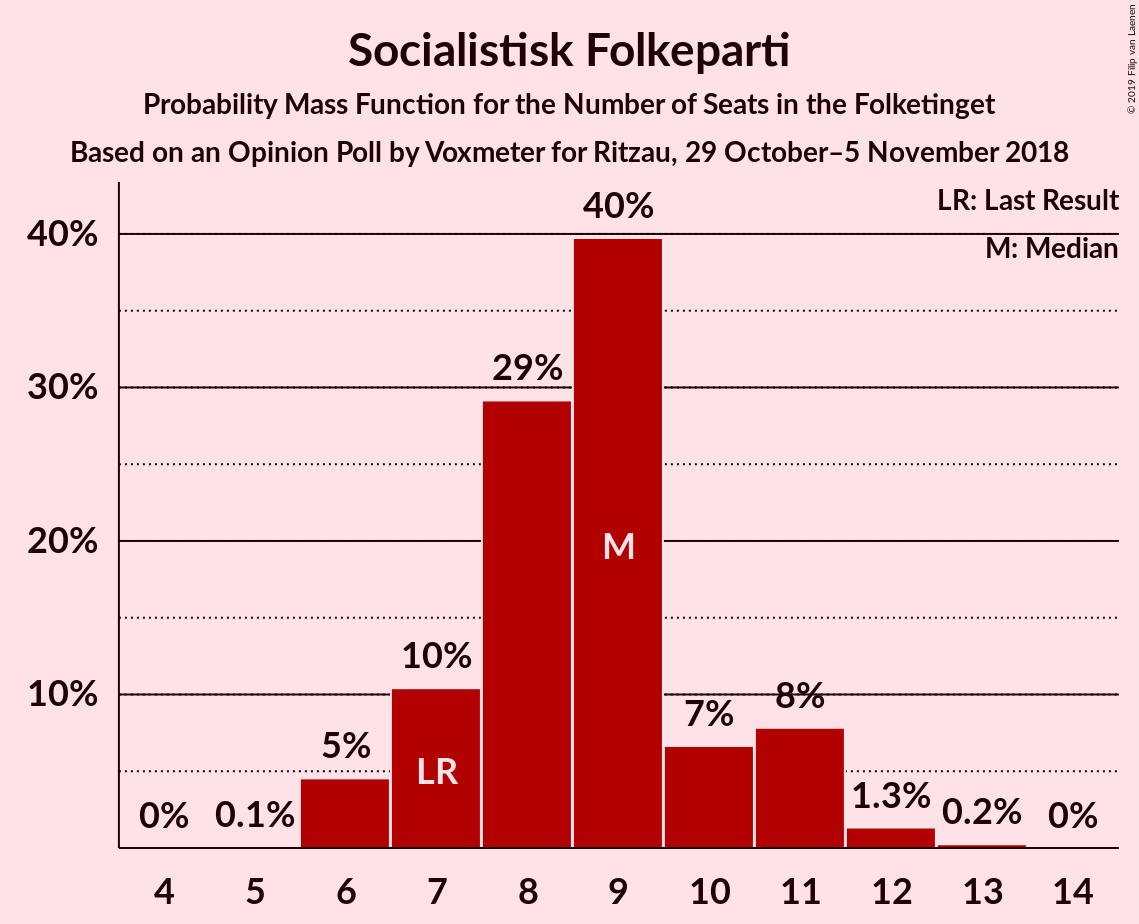 Socialistisk Folkeparti
Probability Mass Function for the Number of Seats in the Folketinget
Based on an Opinion Poll by Voxmeter for Ritzau, 29 October–5 November 2018
© 2019 Filip van Laenen
LR: Last Result
M: Median
40%
30%
20%
10%
0%
0.1%
5%
10%
29%
40%
7%
8%
1.3%
0.2%
0%
LR
M
4 5 6 7 8 9 10 11 12 13 14